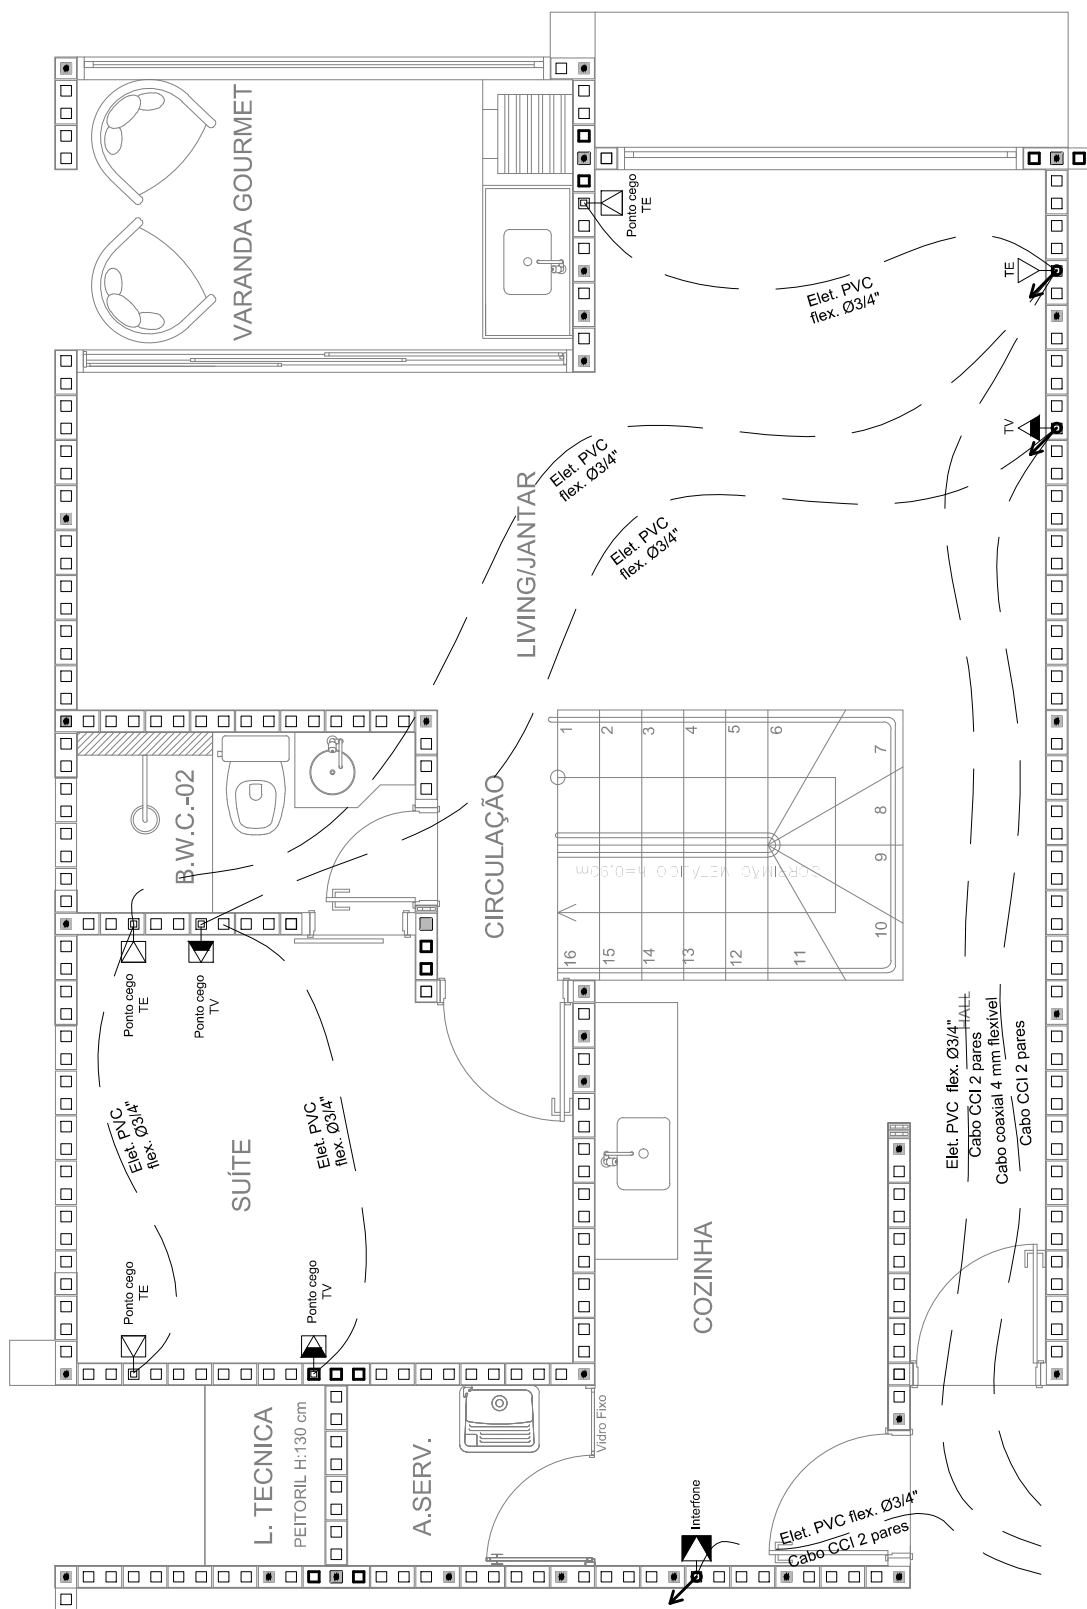 VARANDA GOURMET
Ponto cego
TE
Elet. PVC
flex. Ø3/4"
TE
TV
Elet. PVC
flex. Ø3/4"
LIVING/JANTAR
Elet. PVC
flex. Ø3/4"
B.W.C.-02
CIRCULAÇÃO
1
2
3
4
5
6
7
8
9
10
11
12
13
14
15
16
CORRIMÃO METÁLICO h=0,90m
Ponto cego
TE
Ponto cego
TV
Elet. PVC
flex. Ø3/4"
Elet. PVC
flex. Ø3/4"
SUÍTE
HALL
Elet. PVC flex. Ø3/4"
Cabo CCI 2 pares
Cabo coaxial 4 mm flexível
Cabo CCI 2 pares
COZINHA
Ponto cego
TE
Ponto cego
TV
L. TECNICA
PEITORIL H:130 cm
A.SERV.
Vidro Fixo
Interfone
Elet. PVC flex. Ø3/4"
Cabo CCI 2 pares